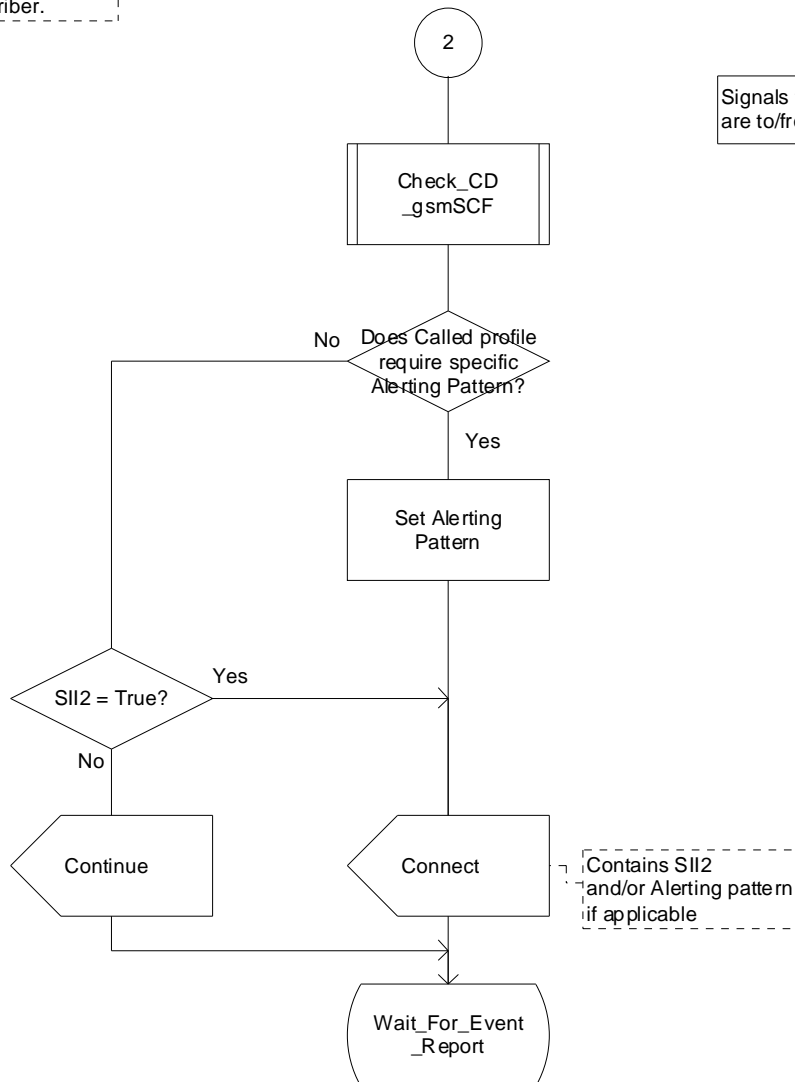 riber.
2
Signals
are to/fr
Check_CD
_gsmSCF
No
Does Called profile
require specific
Alerting Pattern?
Yes
Set Alerting
Pattern
SII2 = True?
Yes
No
Continue
Connect
Contains SII2
and/or Alerting pattern
if applicable
Wait_For_Event
_Report